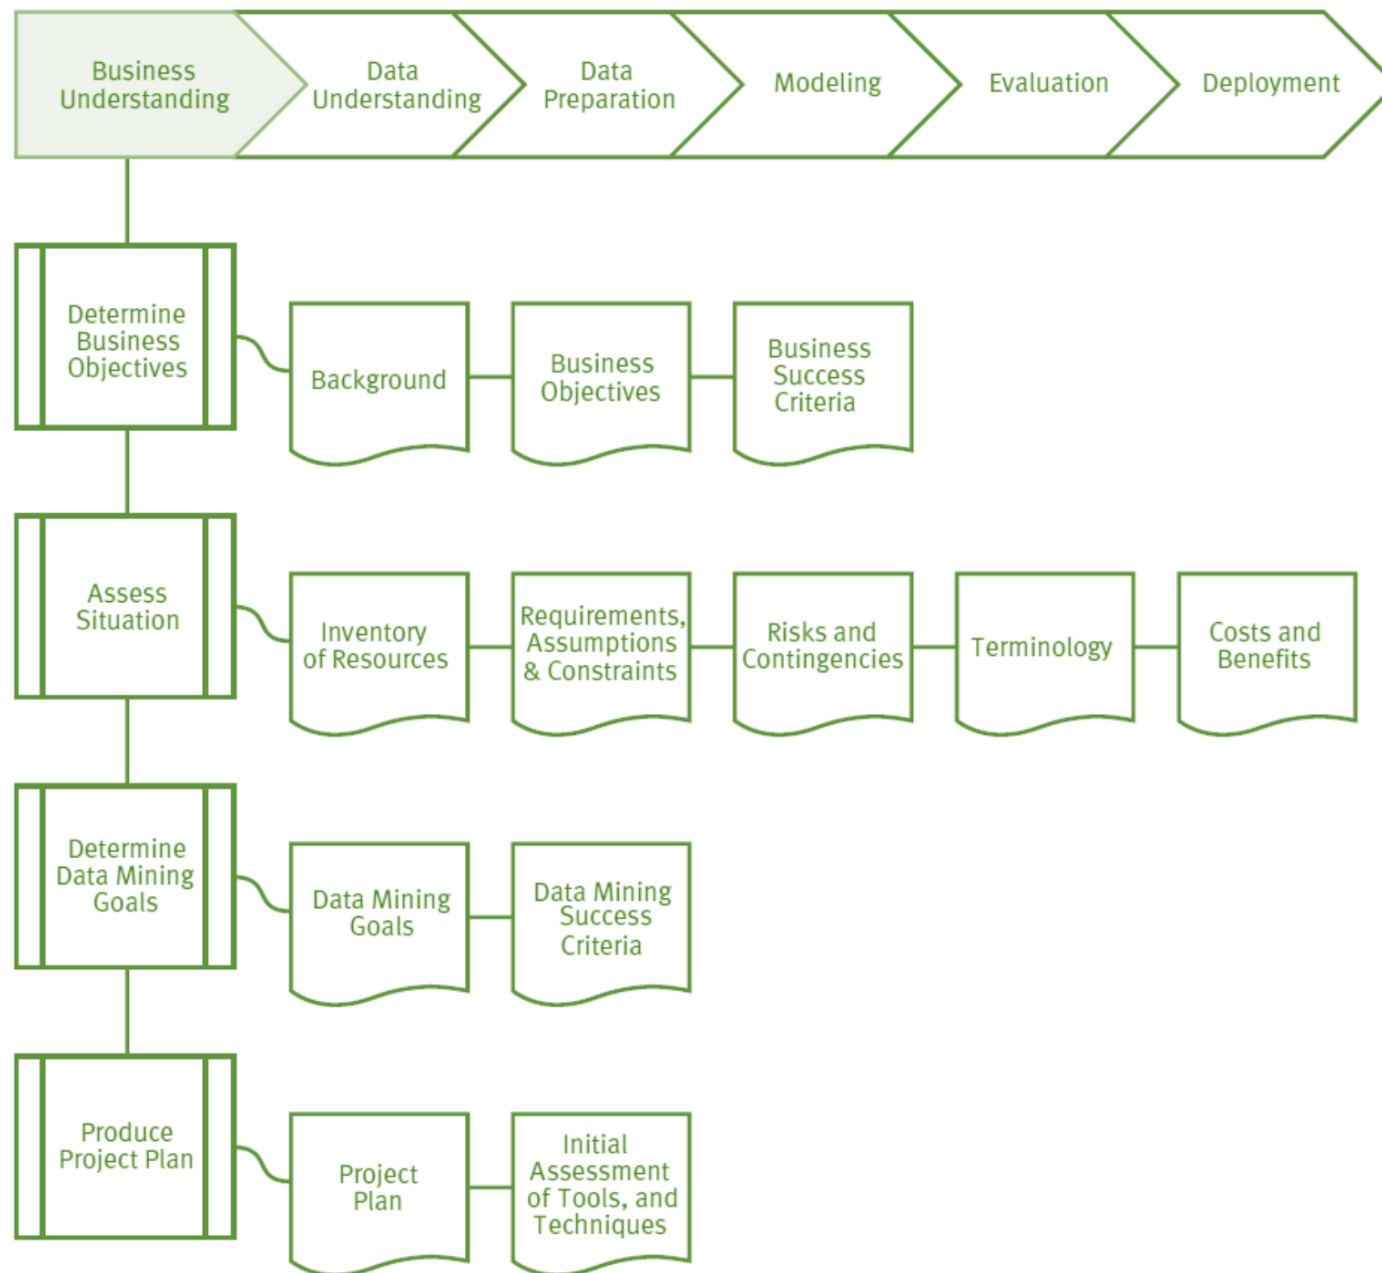 Business
Understanding
Data
Understanding
Data
Preparation
Modeling
Evaluation
Deployment
Determine
Business
Objectives
Background
Business
Objectives
Business
Success
Criteria
Assess
Situation
Inventory
of Resources
Requirements,
Assumptions
& Constraints
Risks and
Contingencies
Terminology
Costs and
Benefits
Determine
Data Mining
Goals
Data Mining
Goals
Data Mining
Success
Criteria
Produce
Project Plan
Project
Plan
Initial
Assessment
of Tools, and
Techniques